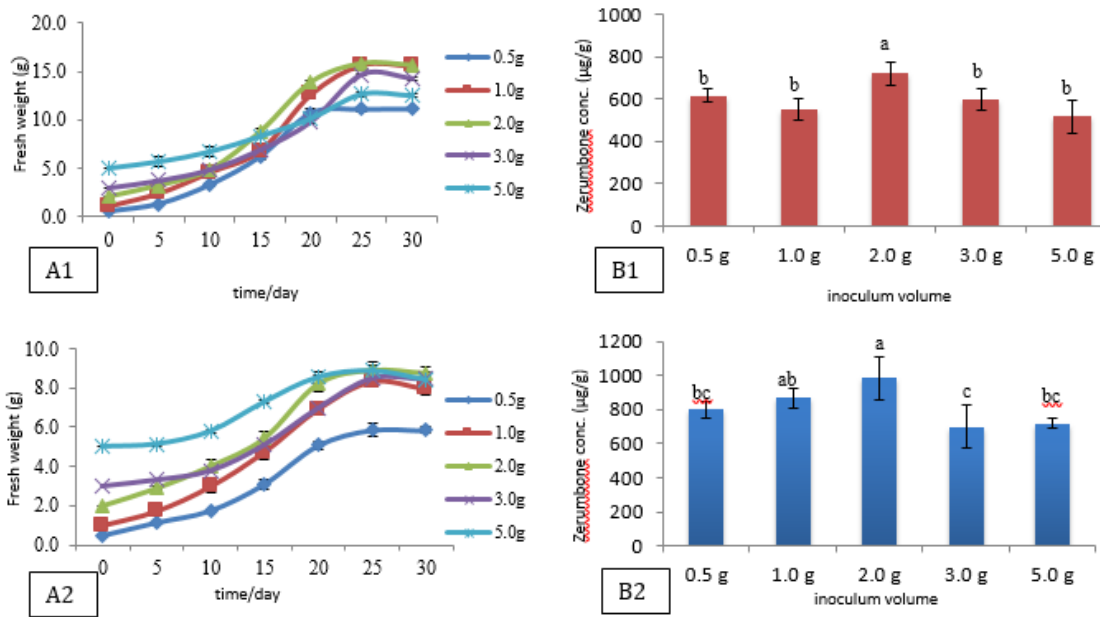 20.0
15.0
10.0
5.0
0.0
Fresh weight (g)
0 5 10 15 20 25 30
time/day
0.5g
1.0g
2.0g
3.0g
5.0g
A1
1000
800
600
400
200
0
Zerumbone conc. (µg/g)
b b a b b
0.5 g 1.0 g 2.0 g 3.0 g 5.0 g
inoculum volume
B1
10.0
8.0
6.0
4.0
2.0
0.0
Fresh weight (g)
0 5 10 15 20 25 30
time/day
0.5g
1.0g
2.0g
3.0g
5.0g
A2
1200
1000
800
600
400
200
0
Zerumbone conc. (µg/g)
bc ab a c bc
0.5 g 1.0 g 2.0 g 3.0 g 5.0 g
inoculum volume
B2